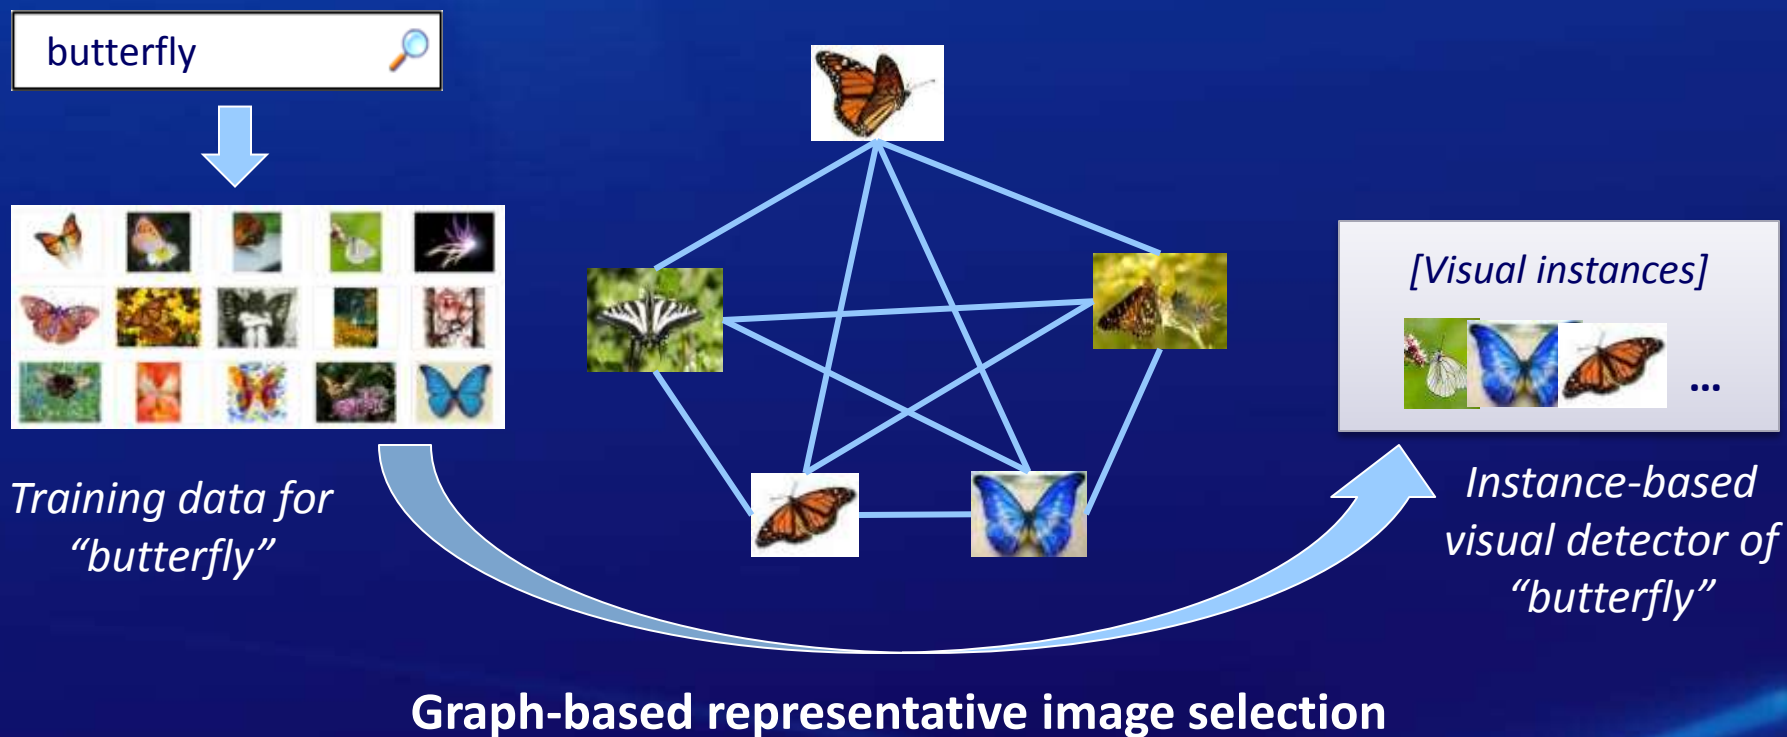 butterfly
Training data for
“butterfly”
[Visual instances]
...
Instance-based
visual detector of
“butterfly”
Graph-based representative image selection